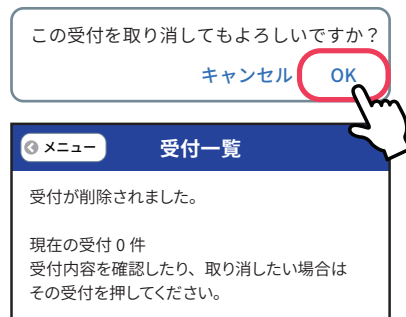 この受付を取り消してもよろしいですか？
キャンセル OK
メニュー 受付一覧
受付が削除されました。
現在の受付 0 件
受付内容を確認したり、取り消したい場合は
その受付を押してください。